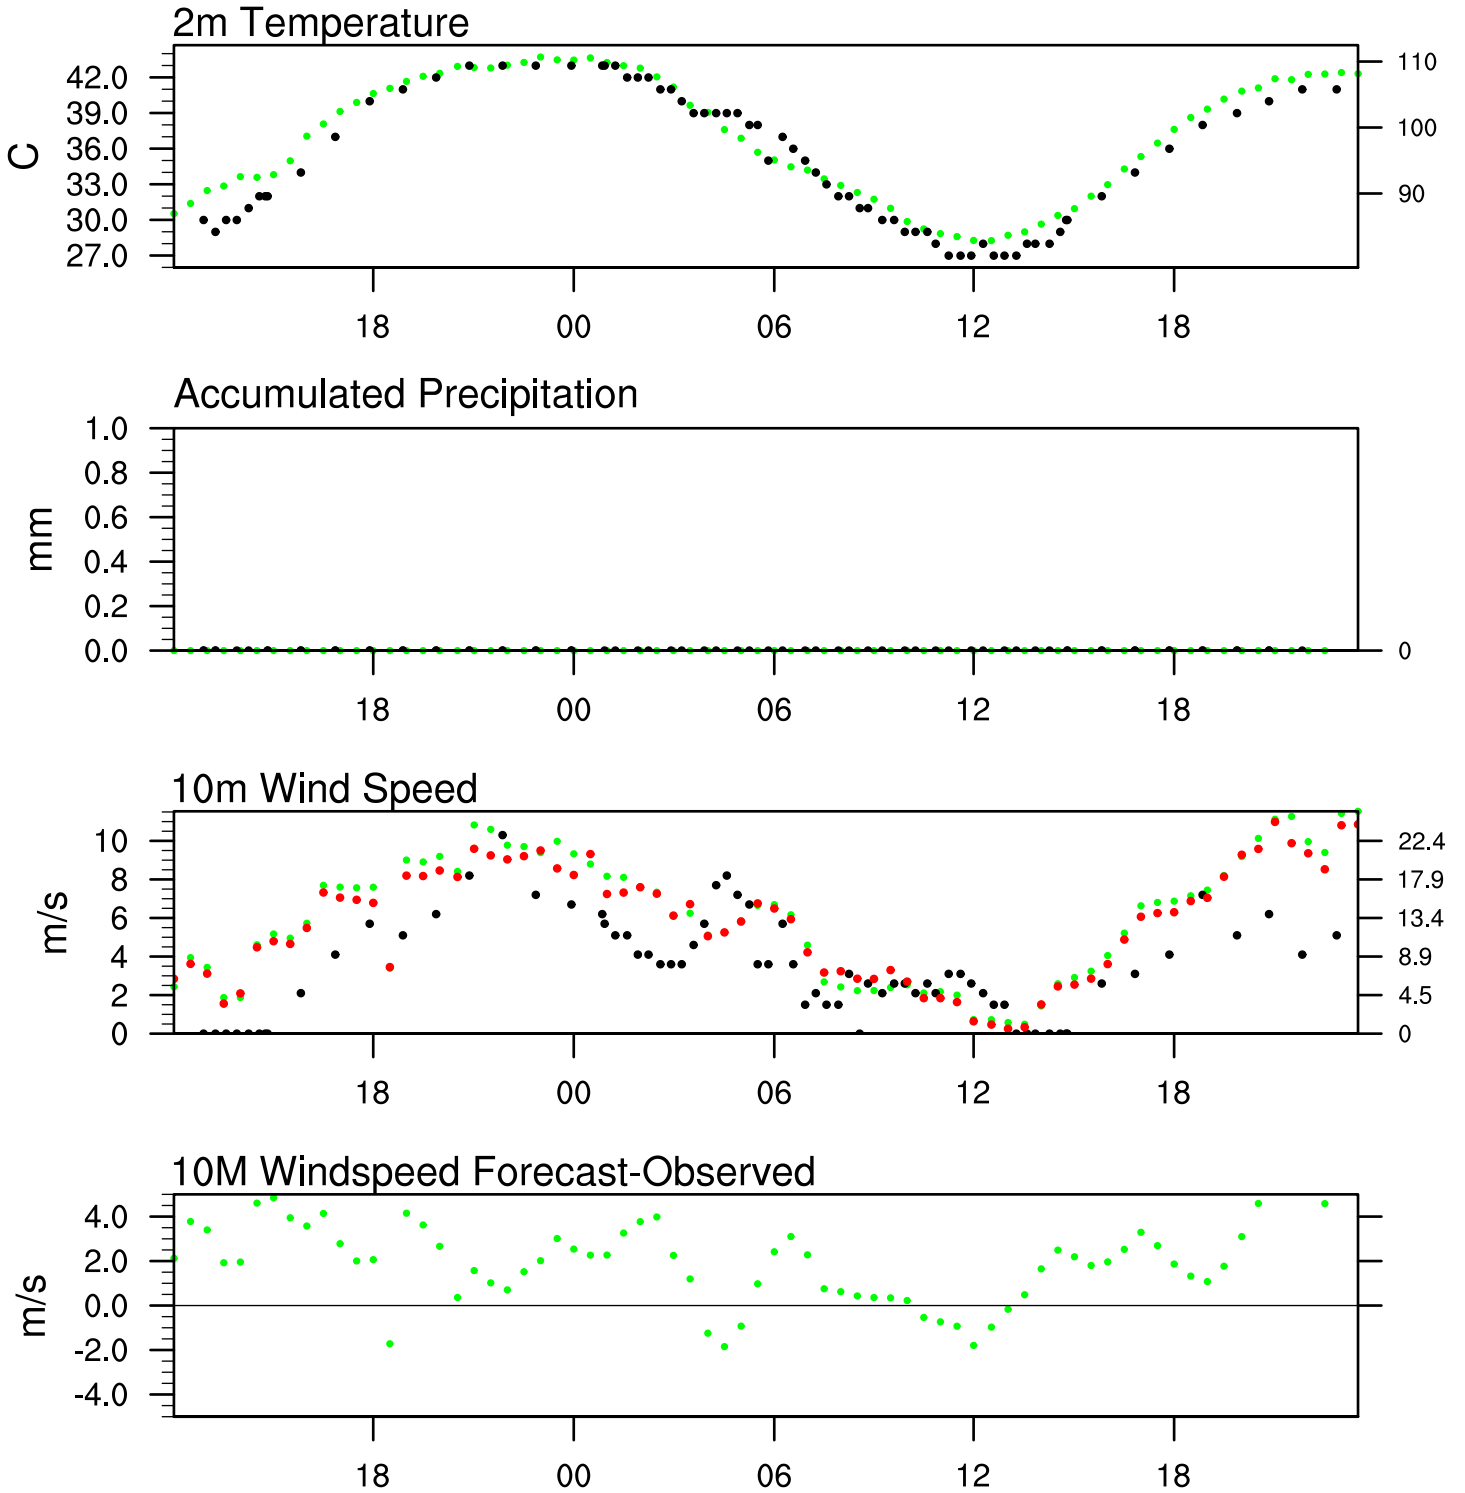 2m Temperature
42.0
39.0
36.0
33.0
30.0
27.0
C
110
100
90
18 00 06 12 18
Accumulated Precipitation
1.0
0.8
0.6
0.4
0.2
0.0
mm
0
18 00 06 12 18
10m Wind Speed
10
8
6
4
2
0
m/s
22.4
17.9
13.4
8.9
4.5
0
18 00 06 12 18
10M Windspeed Forecast-Observed
4.0
2.0
0.0
-2.0
-4.0
m/s
18 00 06 12 18